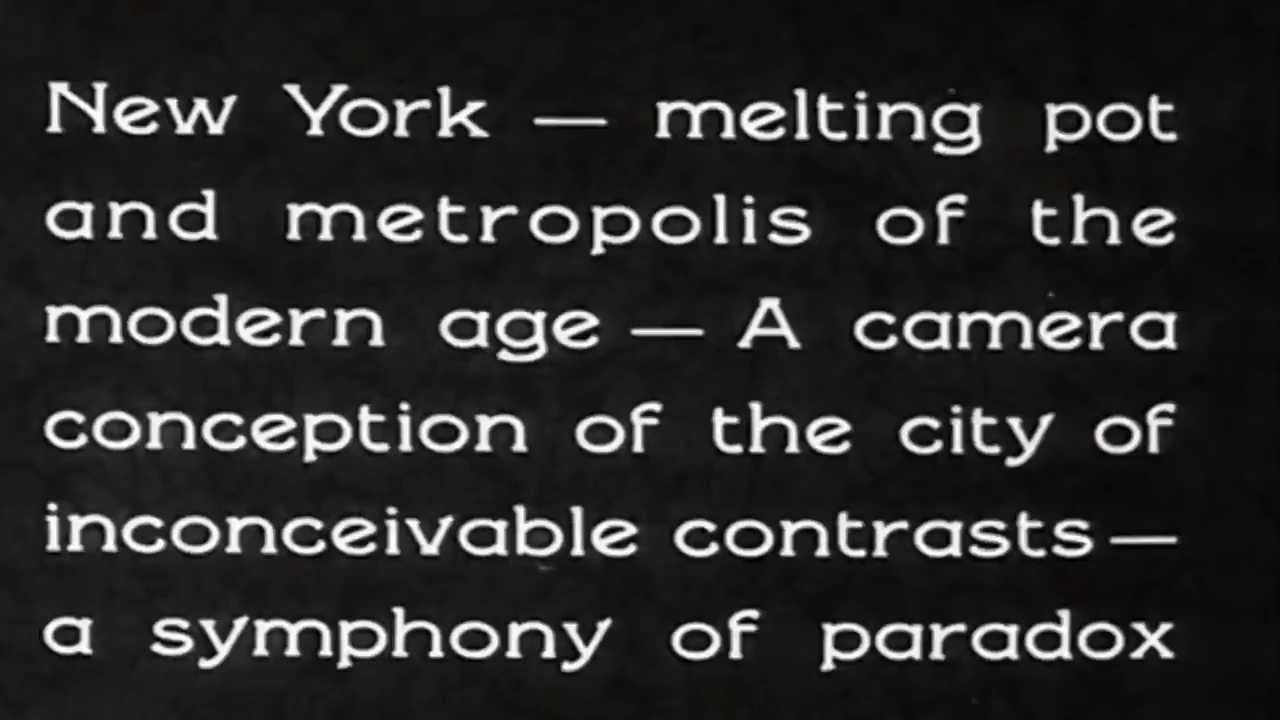 New York — melting pot
and metropolis of the
modern age — A camera
conception of the city of
inconceivable contrasts —
a symphony of paradox